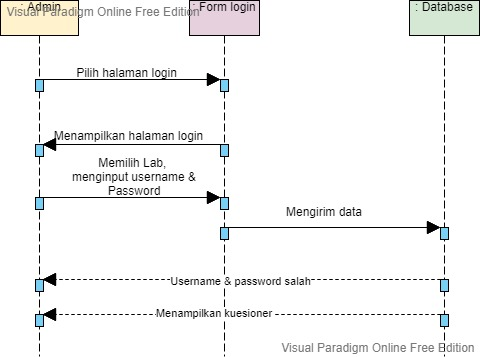 Visual Paradigm Online Free Edition
: Admin
: Form login
: Database
Pilih halaman login
Menampilkan halaman login
Memilih Lab,
menginput username &
Password
Mengirim data
Username & password salah
Menampilkan kuesioner
Visual Paradigm Online Free Edition